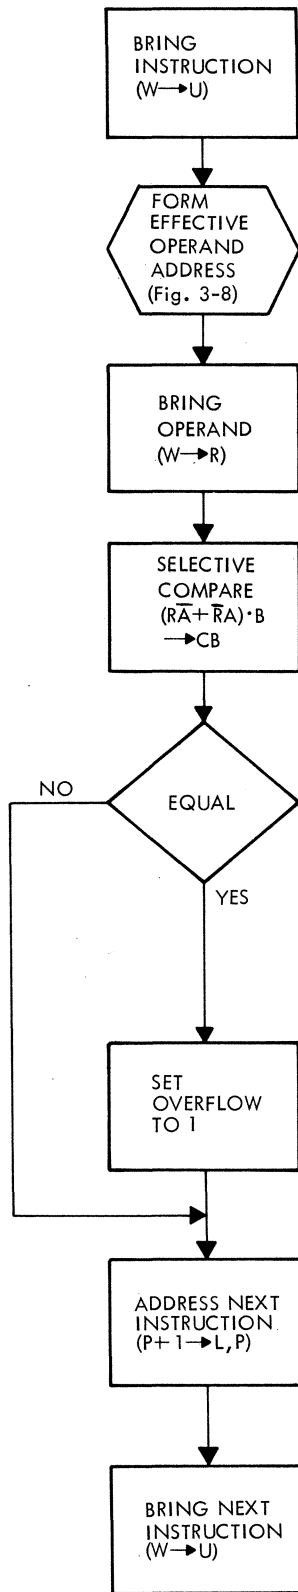 BRING
INSTRUCTION
(W→U)
FORM
EFFECTIVE
OPERAND
ADDRESS
(Fig. 3-8)
BRING
OPERAND
(W→R)
SELECTIVE
COMPARE
(RA̅+R̅A)·B
→CB
EQUAL
NO
YES
SET
OVERFLOW
TO 1
ADDRESS NEXT
INSTRUCTION
(P+1→L,P)
BRING NEXT
INSTRUCTION
(W→U)